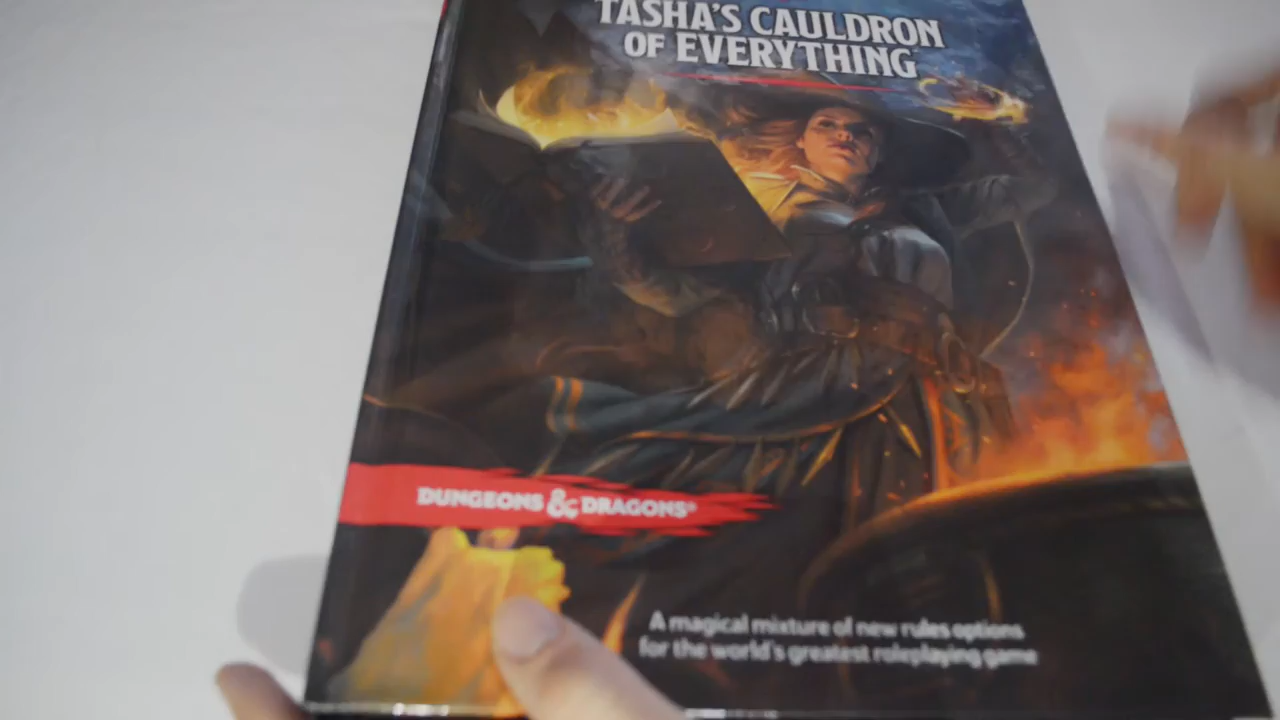 TASHA'S CAULDRON
OF EVERYTHING
DUNGEONS & DRAGONS®
A magical mixture of new rules options
for the world's greatest roleplaying game